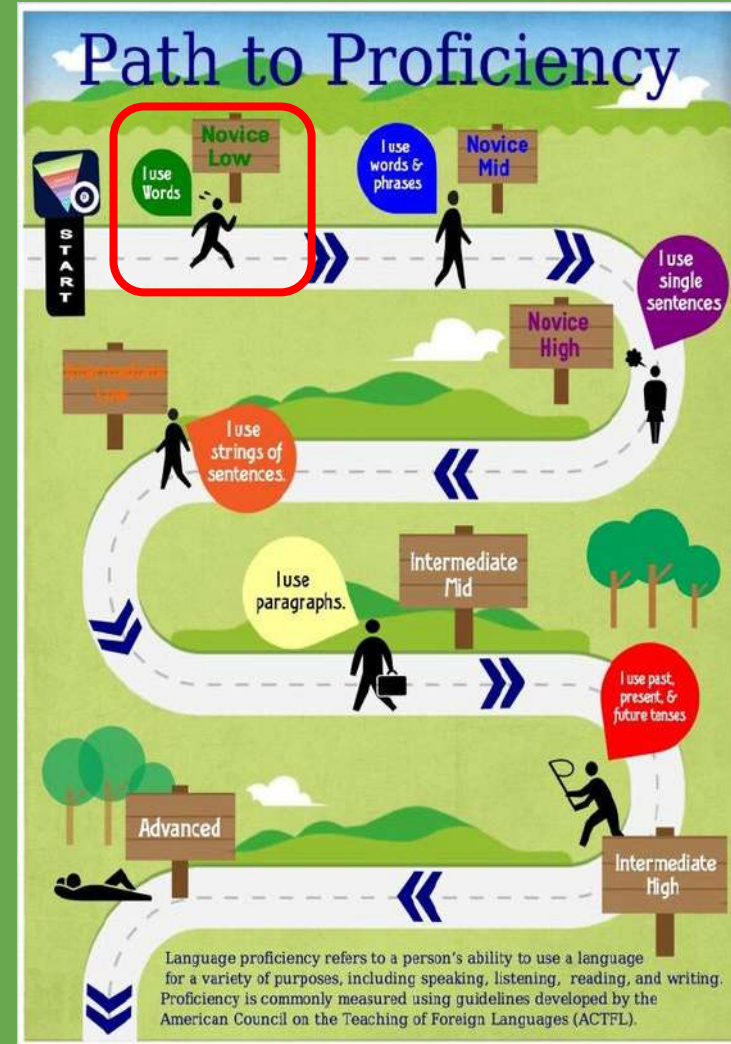 Path to Proficiency
Novice
Low
I use
Words
I use
words &
phrases
Novice
Mid
START
I use
single
sentences
Novice
High
Intermediate
Low
I use
strings of
sentences.
I use
paragraphs.
Intermediate
Mid
I use past,
present, &
future tenses
Advanced
Intermediate
High
Language proficiency refers to a person's ability to use a language
for a variety of purposes, including speaking, listening, reading, and writing.
Proficiency is commonly measured using guidelines developed by the
American Council on the Teaching of Foreign Languages (ACTFL).